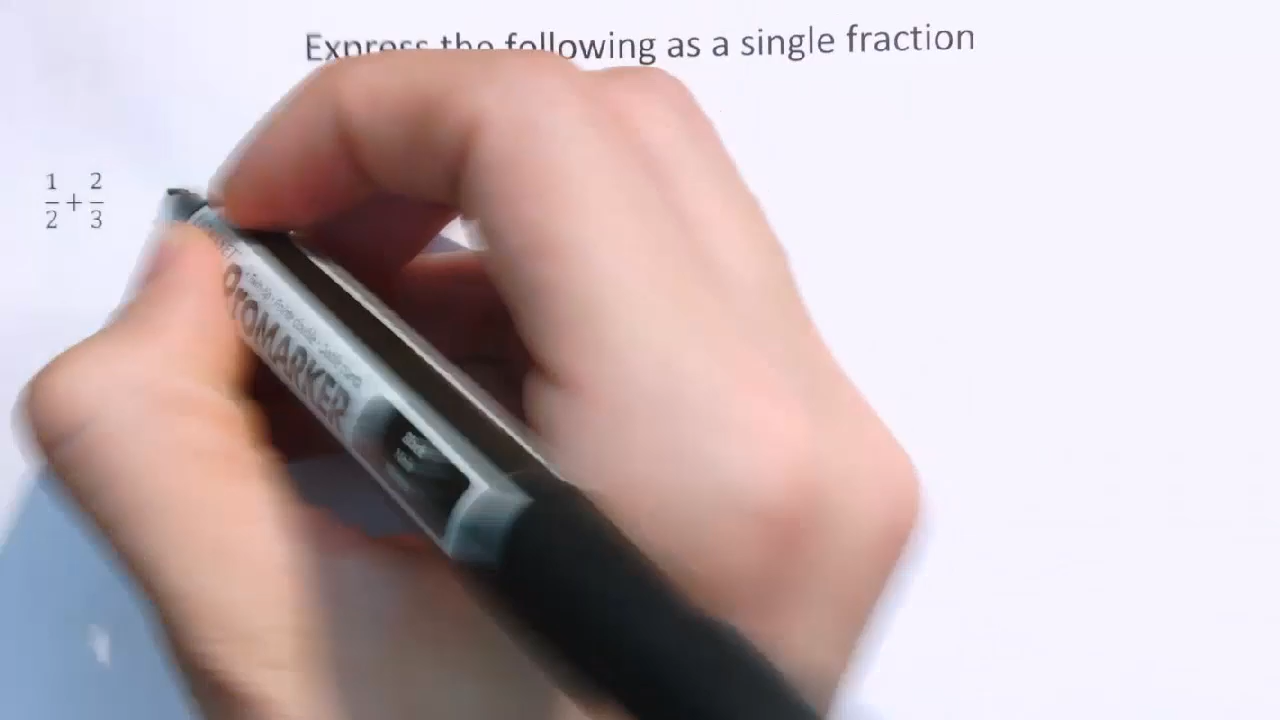 Express the following as a single fraction
1/2 + 2/3
PROMARKER